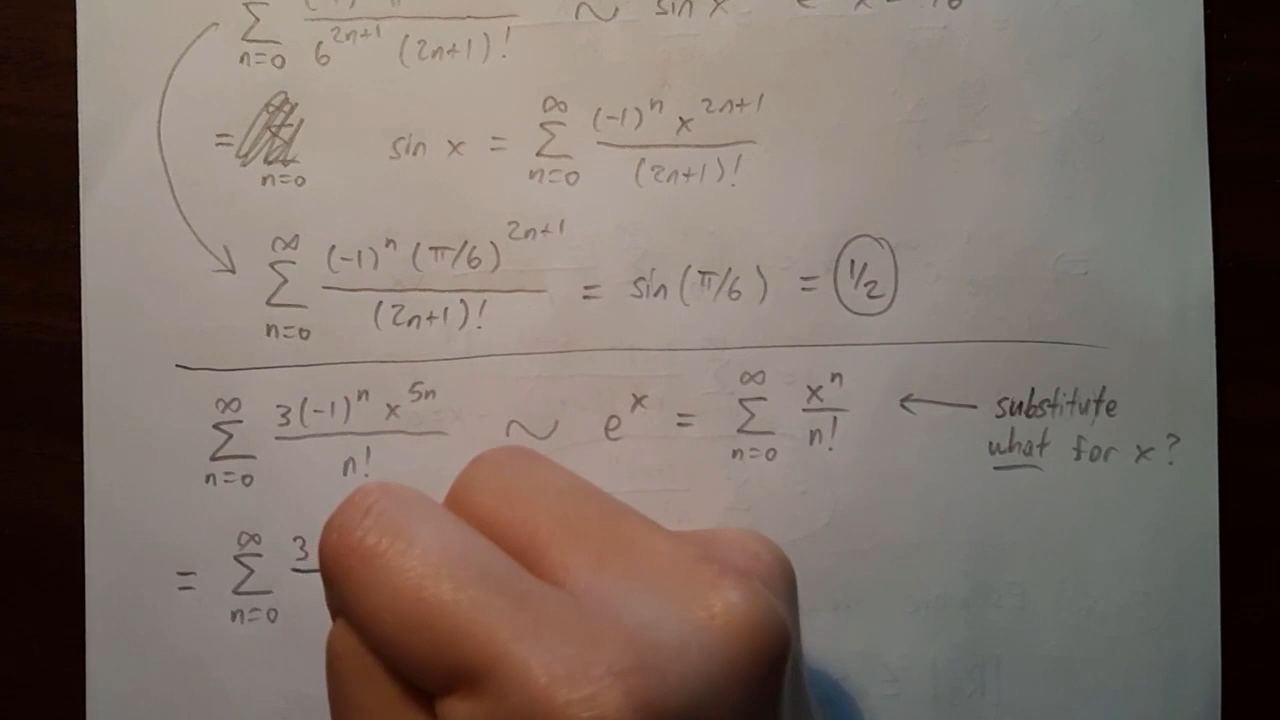 ∑ n=0 6^{2n+1} (2n+1)! ~ sin x
= n=0 sin x = ∑_{n=0}^{∞} (-1)^n x^{2n+1} / (2n+1)!
∑_{n=0}^{∞} (-1)^n (π/6)^{2n+1} / (2n+1)! = sin(π/6) = 1/2
∑_{n=0}^{∞} 3(-1)^n x^{5n} / n! ~ e^x = ∑_{n=0}^{∞} x^n / n! ← substitute
what for x?
= ∑_{n=0}^{∞} 3